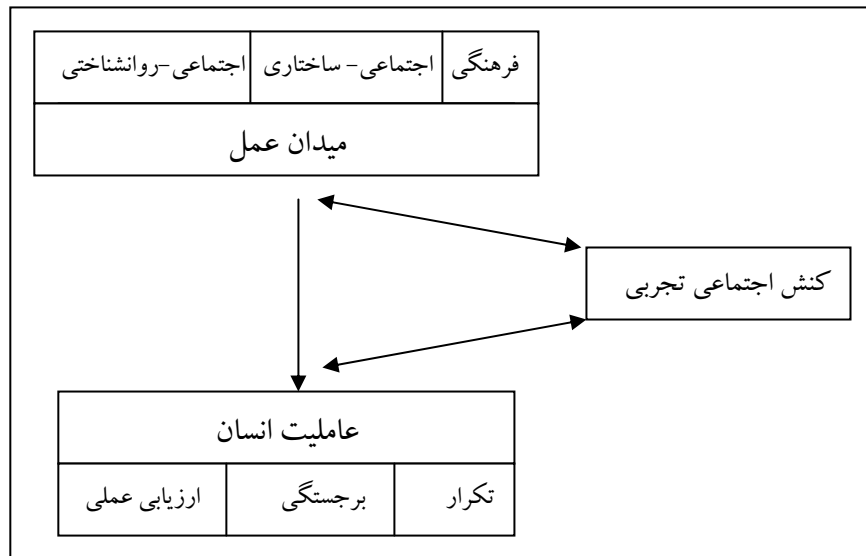 فرهنگی
اجتماعی- ساختاری
اجتماعی-روانشناختی
میدان عمل
کنش اجتماعی تجربی
عاملیت انسان
تکرار
برجستگی
ارزیابی عملی